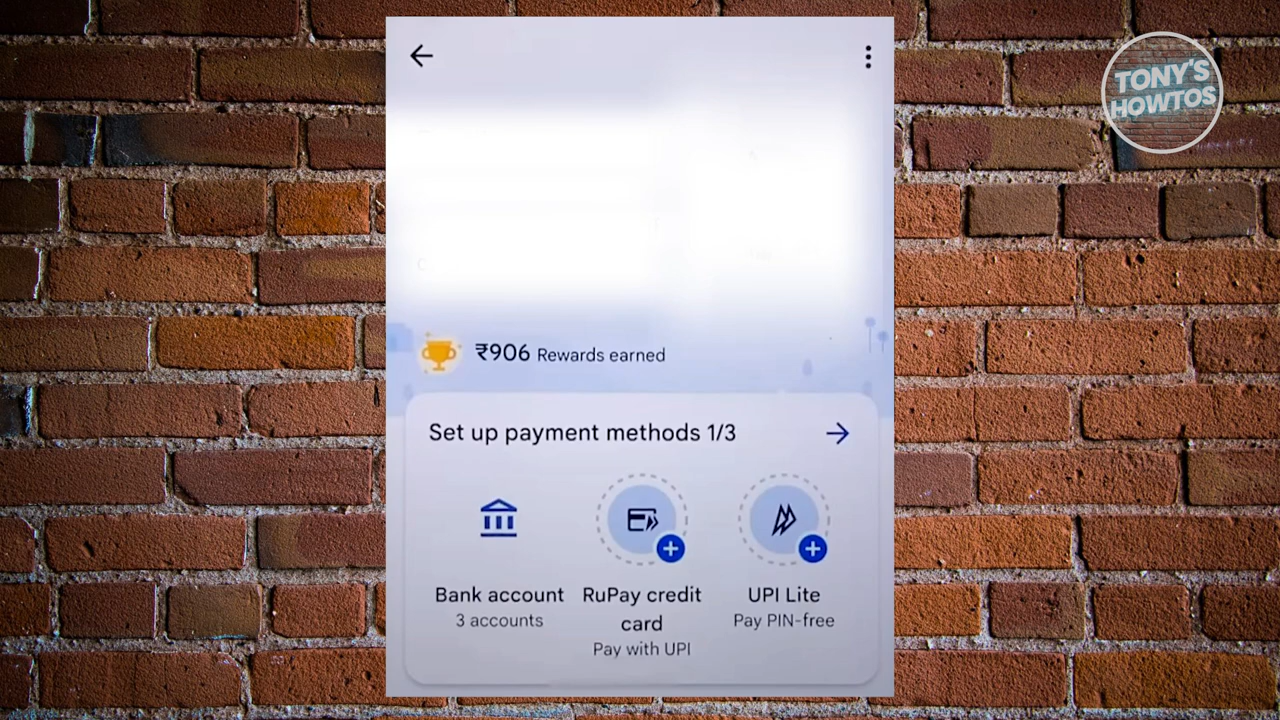 TONY'S
HOWTOS
₹906 Rewards earned
Set up payment methods 1/3
Bank account
3 accounts
RuPay credit
card
Pay with UPI
UPI Lite
Pay PIN-free